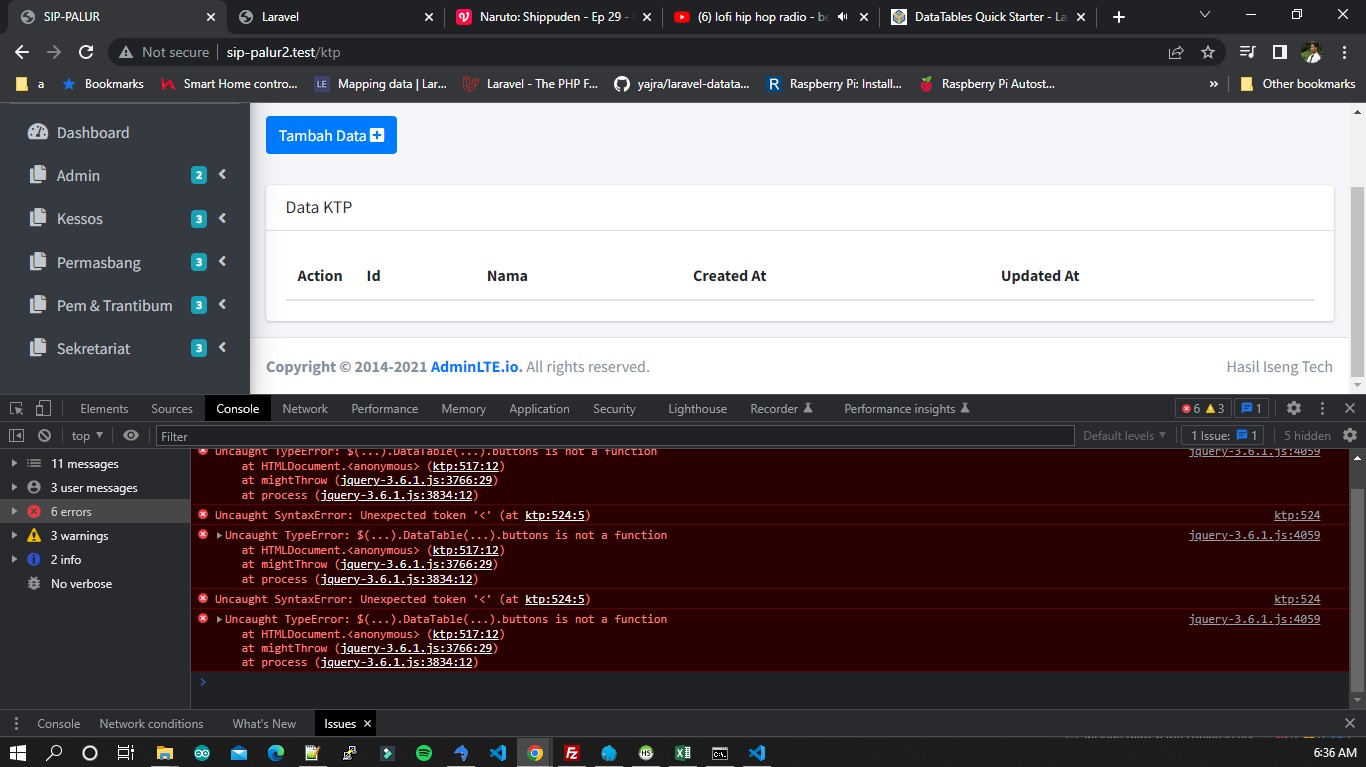 SIP-PALUR
Laravel
Naruto: Shippuden - Ep 29 -
(6) lofi hip hop radio - be
DataTables Quick Starter - La
Not secure
sip-palur2.test/ktp
a
Bookmarks
Smart Home contro...
LE
Mapping data | Lar...
Laravel - The PHP F...
yajra/laravel-datata...
R
Raspberry Pi: Install...
Raspberry Pi Autost...
»
Other bookmarks
Dashboard
Admin 2
Kessos 3
Permasbang 3
Pem & Trantibum 3
Sekretariat 3
Tambah Data
Data KTP
Action Id Nama Created At Updated At
Copyright © 2014-2021 AdminLTE.io. All rights reserved.
Hasil Iseng Tech
Elements Sources Console Network Performance Memory Application Security Lighthouse Recorder Performance insights
6 3 1
top
Filter
Default levels
1 Issue: 1
5 hidden
11 messages
3 user messages
6 errors
3 warnings
2 info
No verbose
Uncaught TypeError: $(...).DataTable(...).buttons is not a function jquery-3.6.1.js:4059
at HTMLDocument.<anonymous> (ktp:517:12)
at mightThrow (jquery-3.6.1.js:3766:29)
at process (jquery-3.6.1.js:3834:12)
Uncaught SyntaxError: Unexpected token '<' (at ktp:524:5) ktp:524
Uncaught TypeError: $(...).DataTable(...).buttons is not a function jquery-3.6.1.js:4059
at HTMLDocument.<anonymous> (ktp:517:12)
at mightThrow (jquery-3.6.1.js:3766:29)
at process (jquery-3.6.1.js:3834:12)
Uncaught SyntaxError: Unexpected token '<' (at ktp:524:5) ktp:524
Uncaught TypeError: $(...).DataTable(...).buttons is not a function jquery-3.6.1.js:4059
at HTMLDocument.<anonymous> (ktp:517:12)
at mightThrow (jquery-3.6.1.js:3766:29)
at process (jquery-3.6.1.js:3834:12)
Console Network conditions What's New Issues
6:36 AM